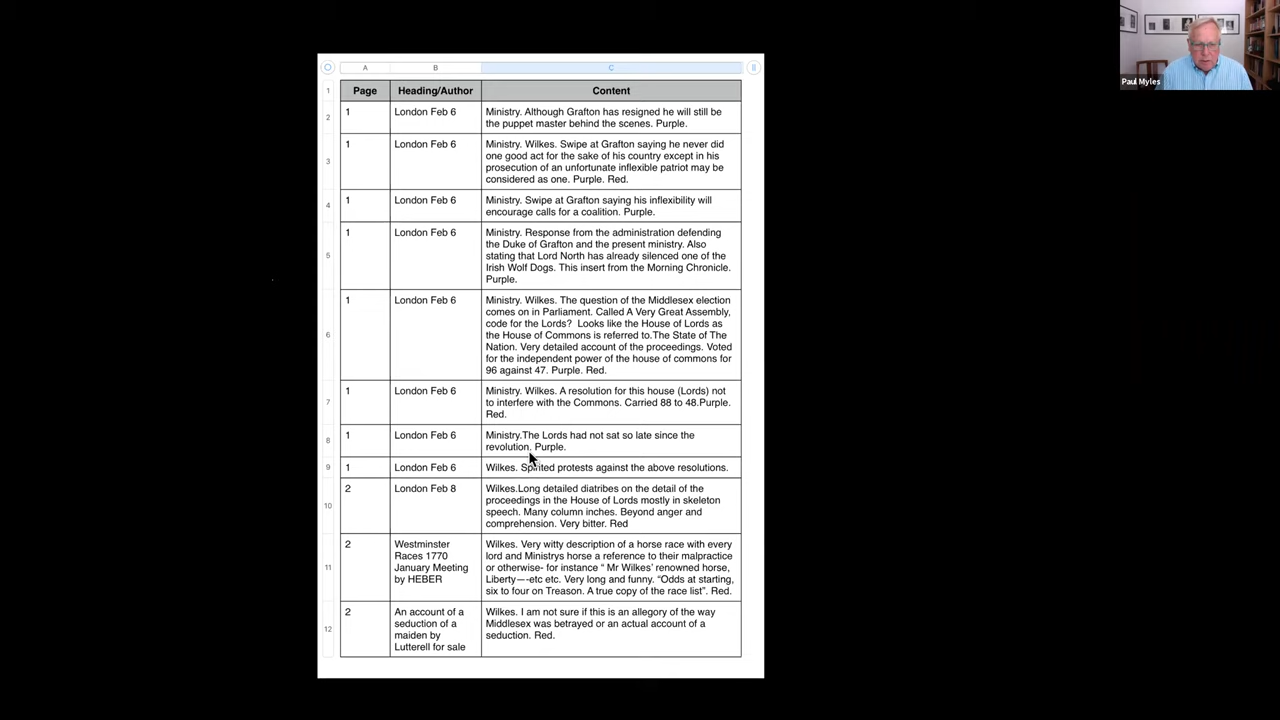 A B C
Page Heading/Author Content
1
2
1 London Feb 6 Ministry. Although Grafton has resigned he will still be
the puppet master behind the scenes. Purple.
3
1 London Feb 6 Ministry. Wilkes. Swipe at Grafton saying he never did
one good act for the sake of his country except in his
prosecution of an unfortunate inflexible patriot may be
considered as one. Purple. Red.
4
1 London Feb 6 Ministry. Swipe at Grafton saying his inflexibility will
encourage calls for a coalition. Purple.
5
1 London Feb 6 Ministry. Response from the administration defending
the Duke of Grafton and the present ministry. Also
stating that Lord North has already silenced one of the
Irish Wolf Dogs. This insert from the Morning Chronicle.
Purple.
6
1 London Feb 6 Ministry. Wilkes. The question of the Middlesex election
comes on in Parliament. Called A Very Great Assembly,
code for the Lords? Looks like the House of Lords as
the House of Commons is referred to.The State of The
Nation. Very detailed account of the proceedings. Voted
for the independent power of the house of commons for
96 against 47. Purple. Red.
7
1 London Feb 6 Ministry. Wilkes. A resolution for this house (Lords) not
to interfere with the Commons. Carried 88 to 48.Purple.
Red.
8
1 London Feb 6 Ministry.The Lords had not sat so late since the
revolution. Purple.
9
1 London Feb 6 Wilkes. Spirited protests against the above resolutions.
10
2 London Feb 8 Wilkes.Long detailed diatribes on the detail of the
proceedings in the House of Lords mostly in skeleton
speech. Many column inches. Beyond anger and
comprehension. Very bitter. Red
11
2 Westminster
Races 1770
January Meeting
by HEBER
Wilkes. Very witty description of a horse race with every
lord and Ministrys horse a reference to their malpractice
or otherwise- for instance “ Mr Wilkes’ renowned horse,
Liberty—-etc etc. Very long and funny. “Odds at starting,
six to four on Treason. A true copy of the race list”. Red.
12
2 An account of a
seduction of a
maiden by
Lutterell for sale
Wilkes. I am not sure if this is an allegory of the way
Middlesex was betrayed or an actual account of a
seduction. Red.
Paul Myles